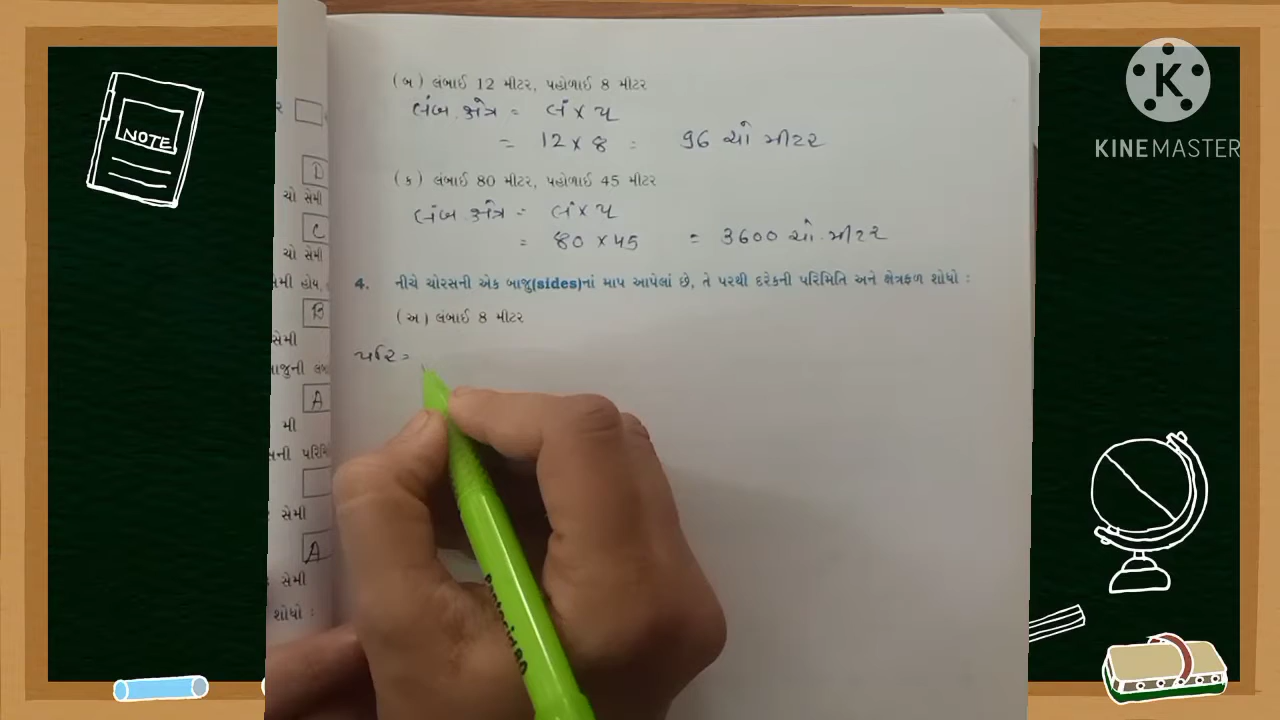 (બ) લંબાઈ 12 મીટર, પહોળાઈ 8 મીટર
લંબ. ક્ષેત્ર = લં × પ
= 12 × 8 = 96 ચો મીટર
(ક) લંબાઈ 80 મીટર, પહોળાઈ 45 મીટર
લંબ ક્ષેત્ર = લં × પ
= 80 × 45 = 3600 ચો. મીટર
4. નીચે ચોરસની એક બાજુ(sides)નાં માપ આપેલાં છે, તે પરથી દરેકની પરિમિતિ અને ક્ષેત્રફળ શોધો :
(અ) લંબાઈ 8 મીટર
પરિ =
D
ચો સેમી
C
ચો સેમી
મી હોય,
B
સેમી
A
મી
સેમી
A
સેમી
શોધો :
NOTE
K
KINEMASTER